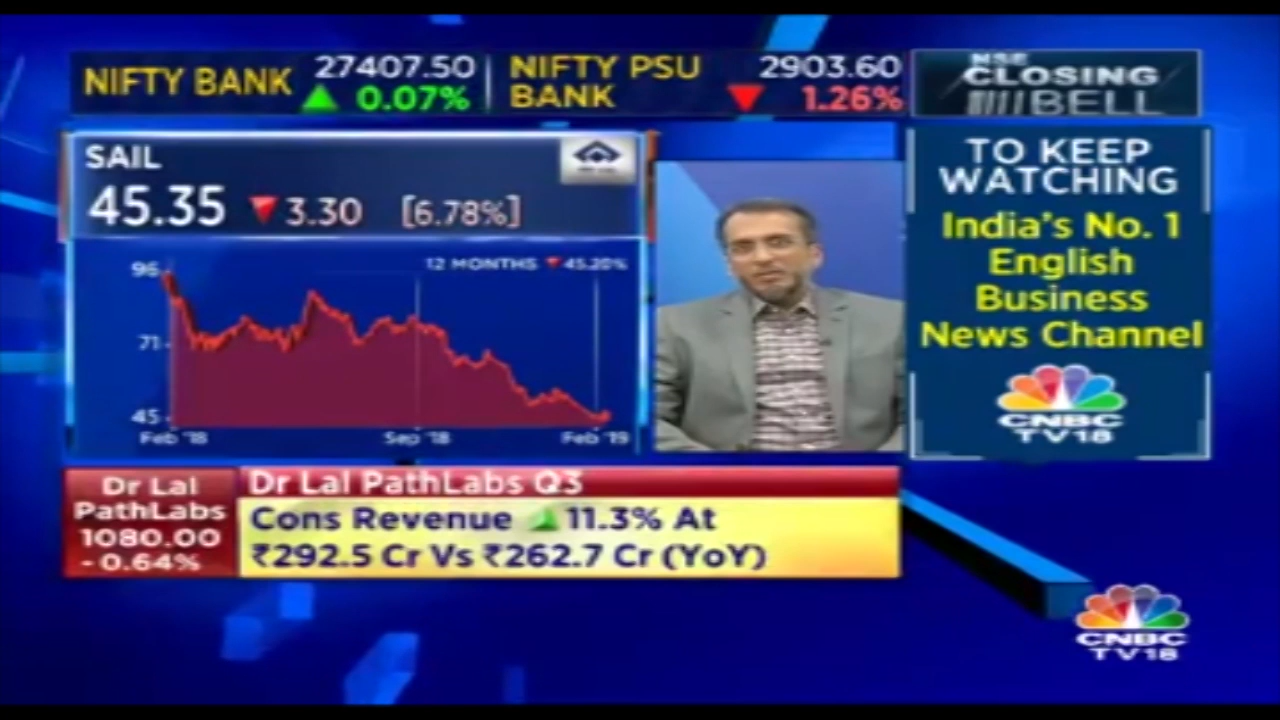 NIFTY BANK 27407.50
0.07%
NIFTY PSU BANK 2903.60
1.26%
NSE
CLOSING
BELL
SAIL
45.35 3.30 [6.78%]
12 MONTHS 45.20%
96
71
45
Feb '18 Sep '18 Feb '19
TO KEEP
WATCHING
India's No. 1
English
Business
News Channel
CNBC
TV18
Dr Lal
PathLabs
1080.00
- 0.64%
Dr Lal PathLabs Q3
Cons Revenue 11.3% At
₹292.5 Cr Vs ₹262.7 Cr (YoY)
CNBC
TV18